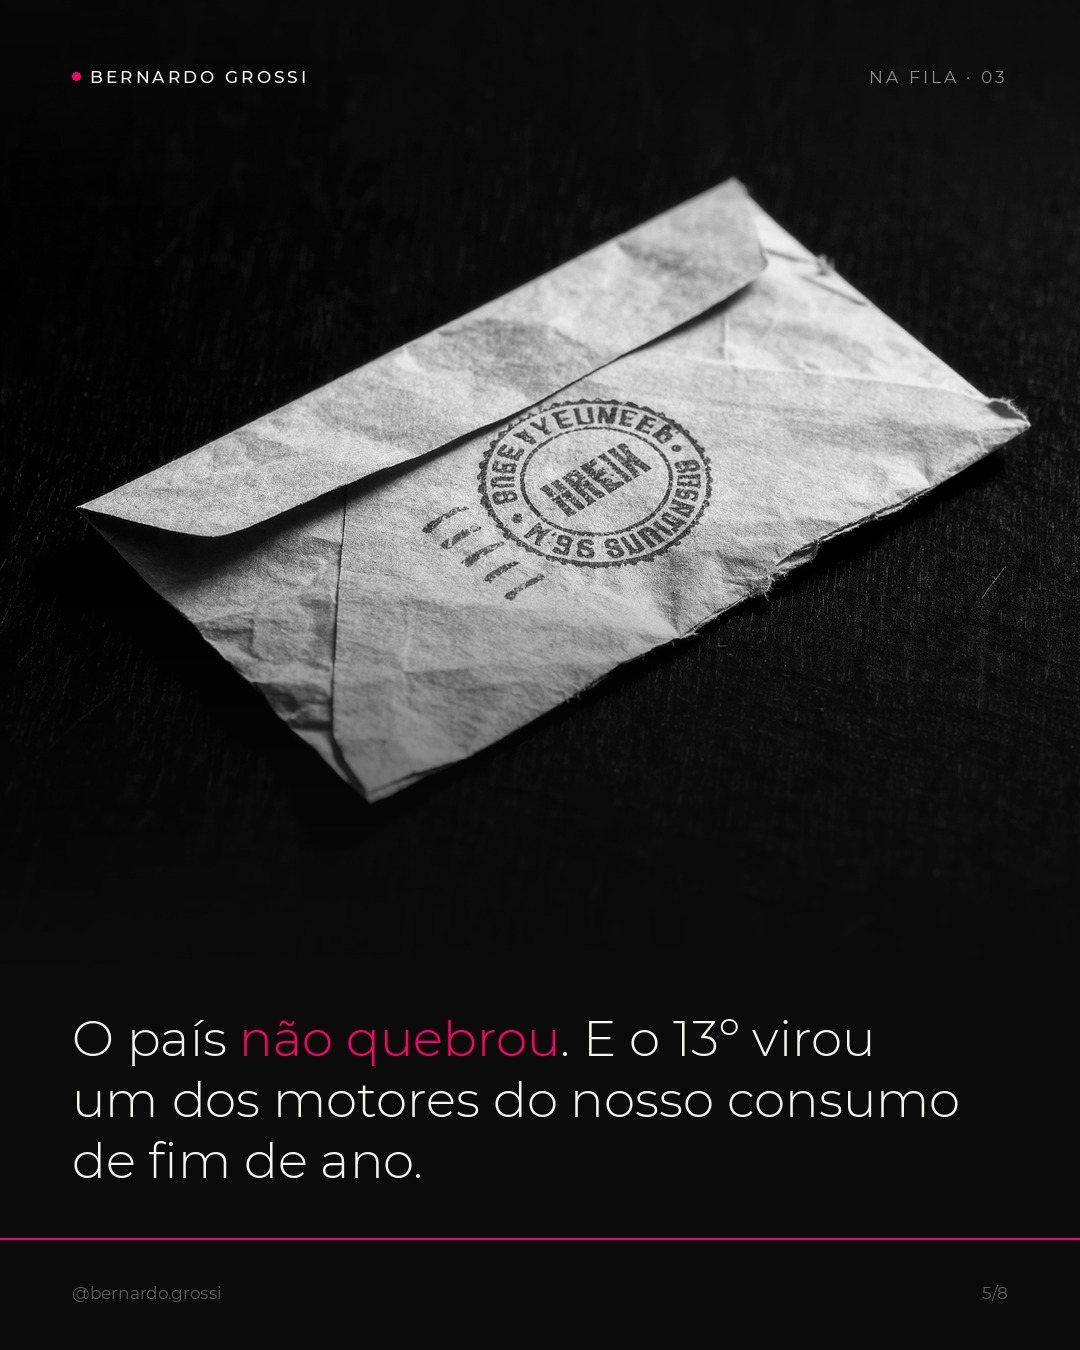 BERNARDO GROSSI
NA FILA · 03
O país não quebrou. E o 13º virou
um dos motores do nosso consumo
de fim de ano.
@bernardo.grossi
5/8